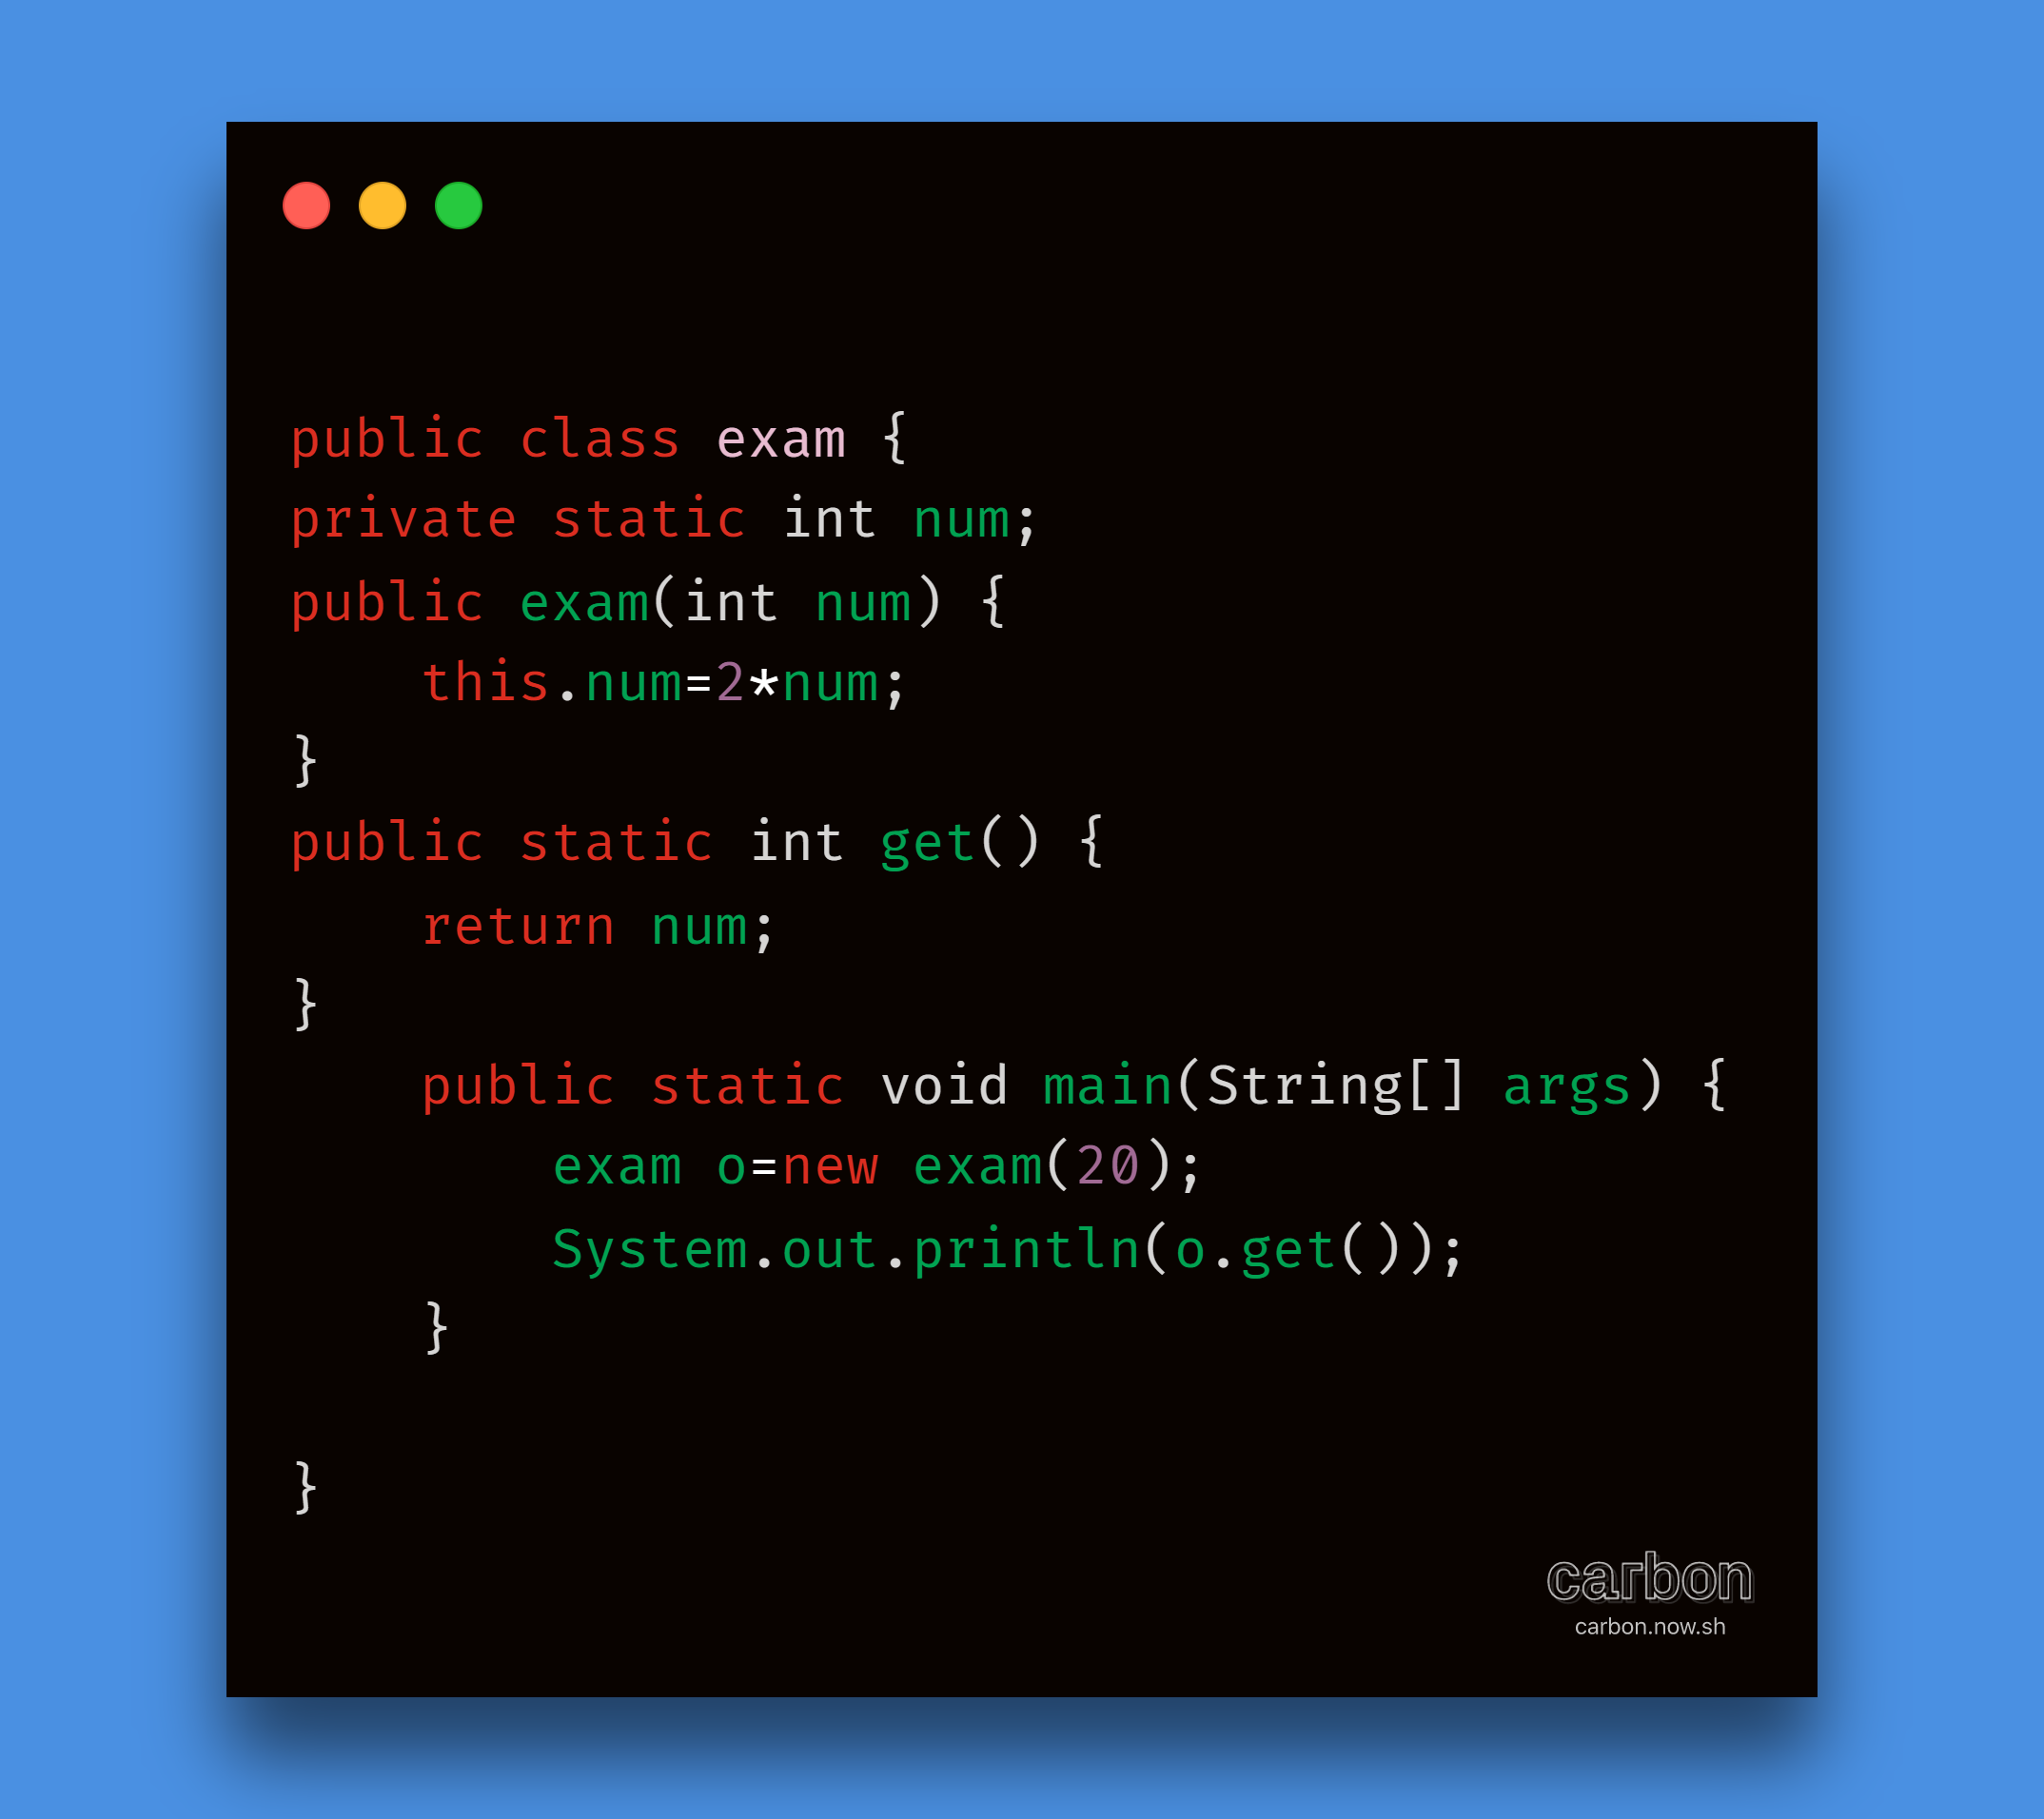 public class exam {
private static int num;
public exam(int num) {
    this.num=2*num;
}
public static int get() {
    return num;
}
    public static void main(String[] args) {
        exam o=new exam(20);
        System.out.println(o.get());
    }
}
carbon
carbon.now.sh